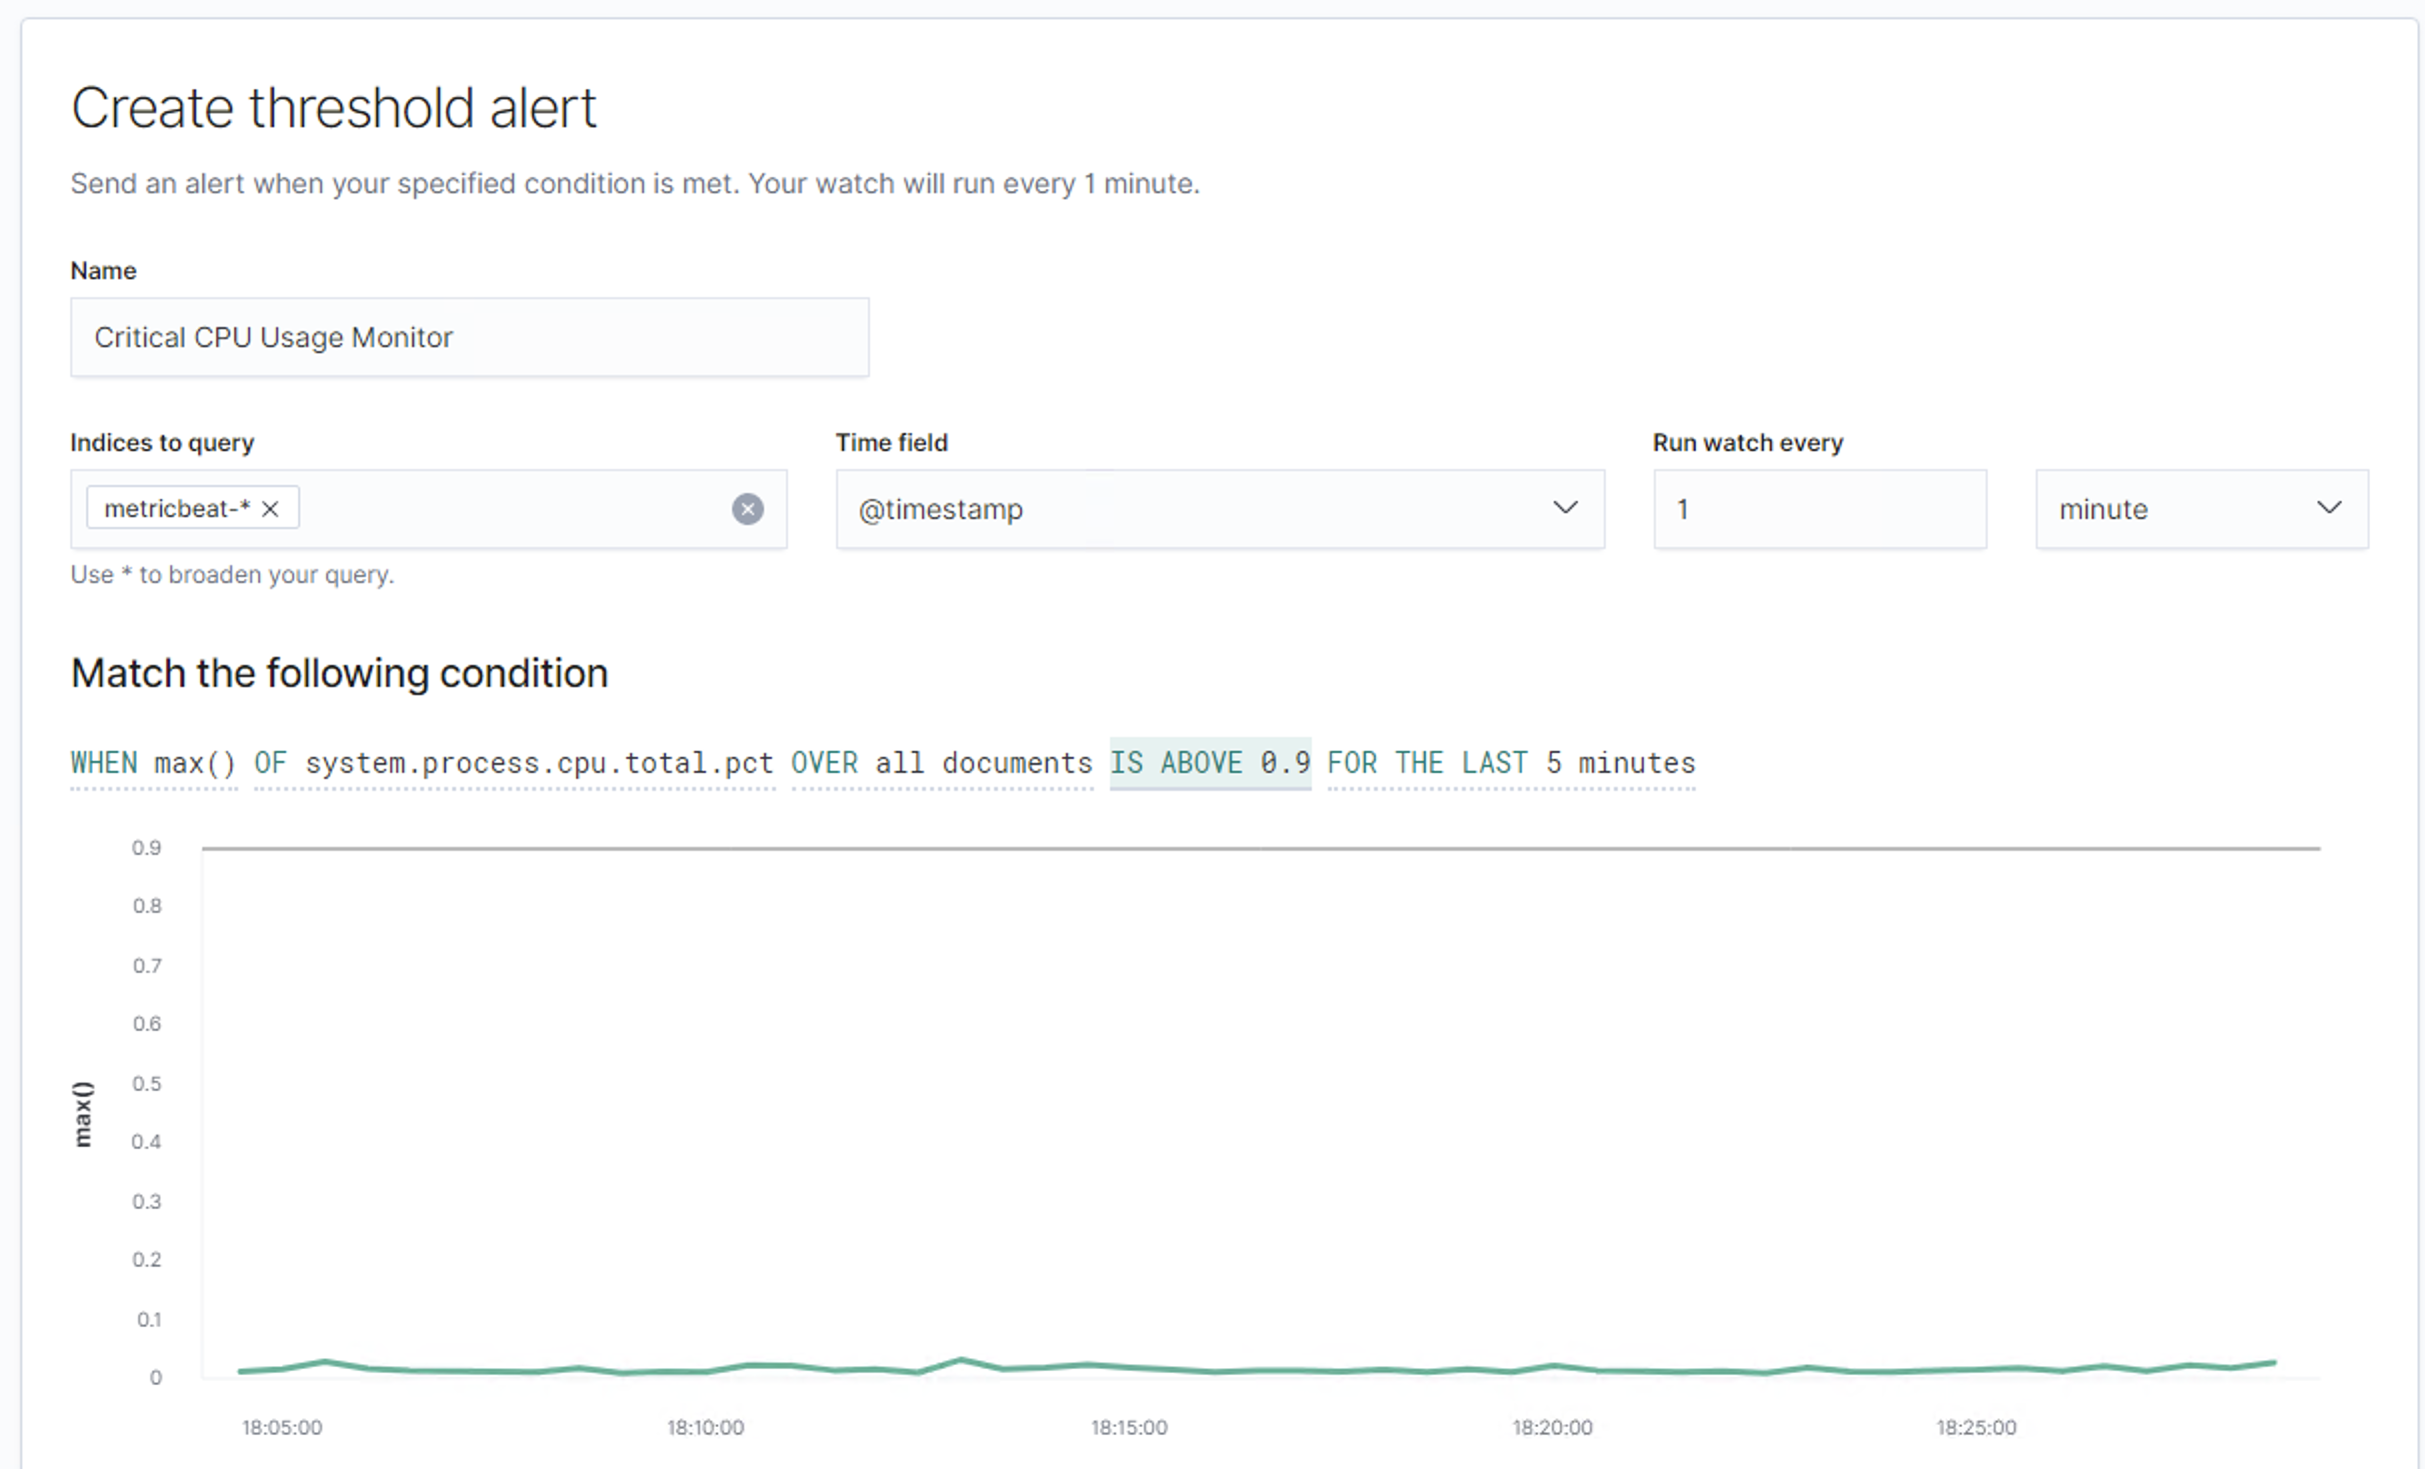 Create threshold alert
Send an alert when your specified condition is met. Your watch will run every 1 minute.
Name
Critical CPU Usage Monitor
Indices to query
Time field
Run watch every
metricbeat-*
@timestamp
1
minute
Use * to broaden your query.
Match the following condition
WHEN max() OF system.process.cpu.total.pct OVER all documents IS ABOVE 0.9 FOR THE LAST 5 minutes
0.9
0.8
0.7
0.6
0.5
0.4
0.3
0.2
0.1
0
max()
18:05:00
18:10:00
18:15:00
18:20:00
18:25:00